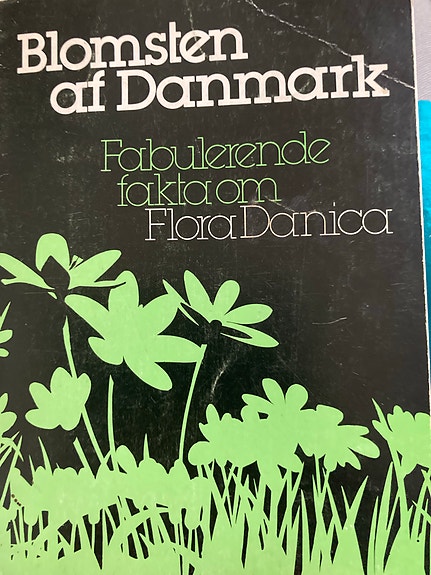 Blomsten
af Danmark
Fabulerende
fakta om
Flora Danica